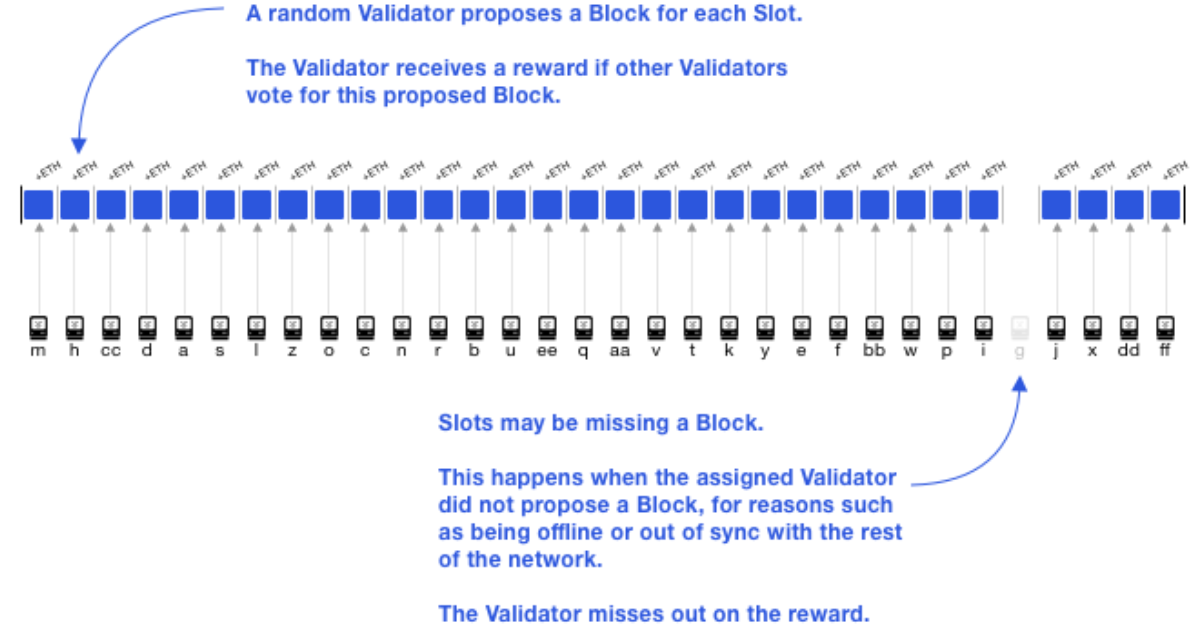 A random Validator proposes a Block for each Slot.
The Validator receives a reward if other Validators
vote for this proposed Block.
+ETH +ETH +ETH +ETH +ETH +ETH +ETH +ETH +ETH +ETH +ETH +ETH +ETH +ETH +ETH +ETH +ETH +ETH +ETH +ETH +ETH +ETH +ETH +ETH +ETH +ETH +ETH +ETH +ETH +ETH +ETH
m h cc d a s l z o c n r b u ee q aa v t k y e f bb w p i g j x dd ff
Slots may be missing a Block.
This happens when the assigned Validator
did not propose a Block, for reasons such
as being offline or out of sync with the rest
of the network.
The Validator misses out on the reward.